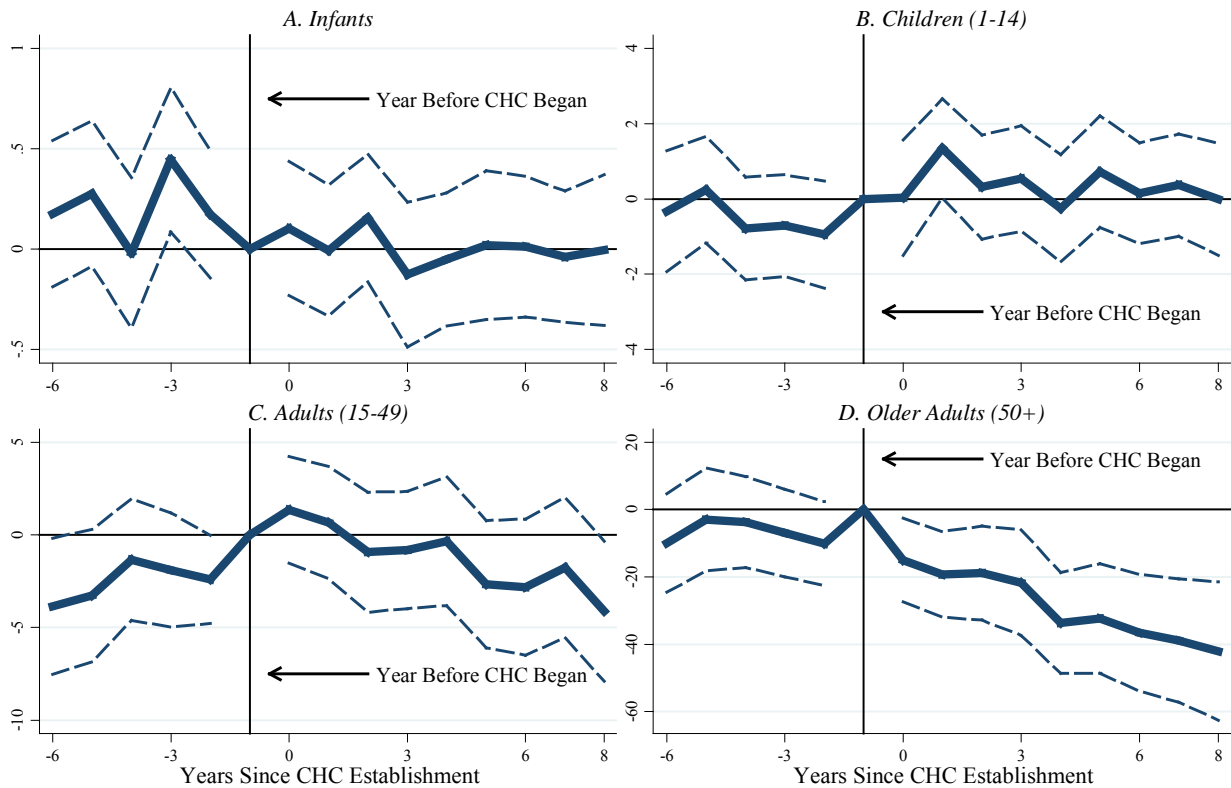 A. Infants
1
.5
0
-.5
Year Before CHC Began
-6 -3 0 3 6 8
B. Children (1-14)
4
2
0
-2
-4
Year Before CHC Began
-6 -3 0 3 6 8
C. Adults (15-49)
5
0
-5
-10
Year Before CHC Began
-6 -3 0 3 6 8
Years Since CHC Establishment
D. Older Adults (50+)
20
0
-20
-40
-60
Year Before CHC Began
-6 -3 0 3 6 8
Years Since CHC Establishment